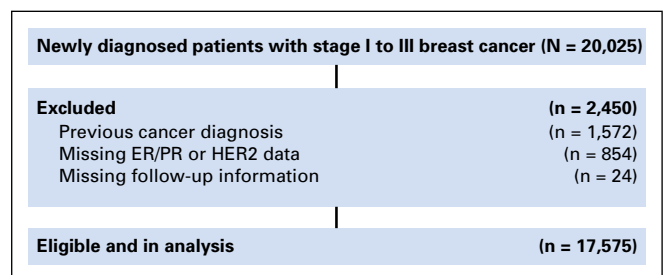 Newly diagnosed patients with stage I to III breast cancer (N = 20,025)
Excluded (n = 2,450)
Previous cancer diagnosis (n = 1,572)
Missing ER/PR or HER2 data (n = 854)
Missing follow-up information (n = 24)
Eligible and in analysis (n = 17,575)